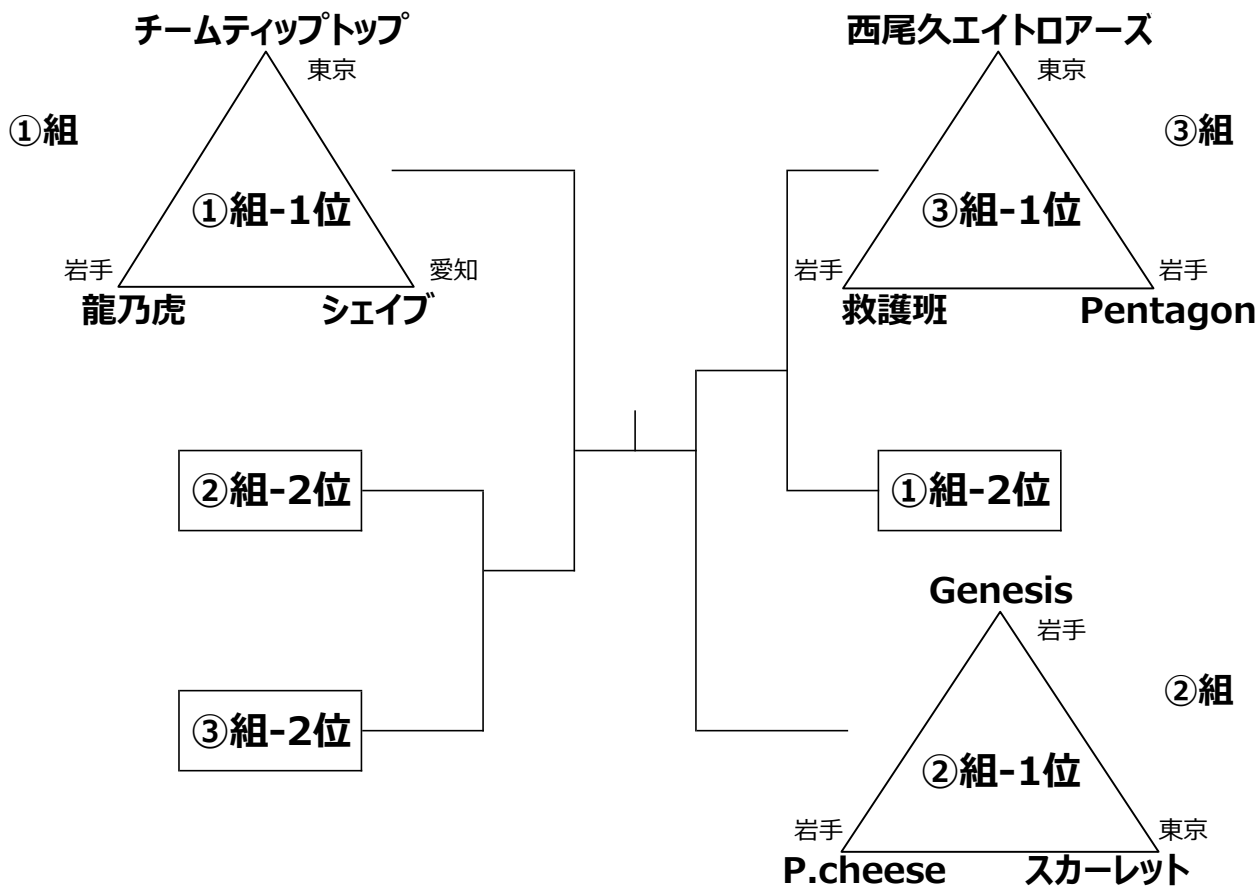 チームティップトップ
東京
①組
①組-1位
岩手
愛知
龍乃虎
シェイブ
西尾久エイトロアーズ
東京
③組
③組-1位
岩手
岩手
救護班
Pentagon
②組-2位
①組-2位
③組-2位
Genesis
岩手
②組
②組-1位
岩手
東京
P.cheese
スカーレット